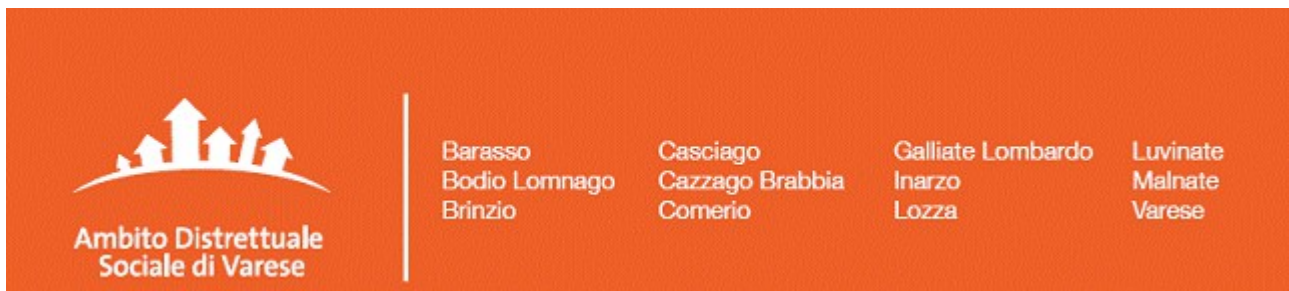 Ambito Distrettuale
Sociale di Varese
Barasso
Bodio Lomnago
Brinzio
Casciago
Cazzago Brabbia
Comerio
Galliate Lombardo
Inarzo
Lozza
Luvinate
Malnate
Varese